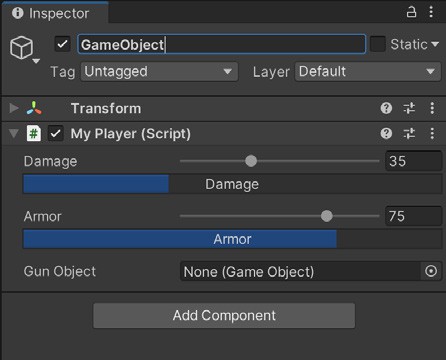 Inspector
GameObject Static
Tag Untagged Layer Default
Transform
# My Player (Script)
Damage 35
Damage
Armor 75
Armor
Gun Object None (Game Object)
Add Component